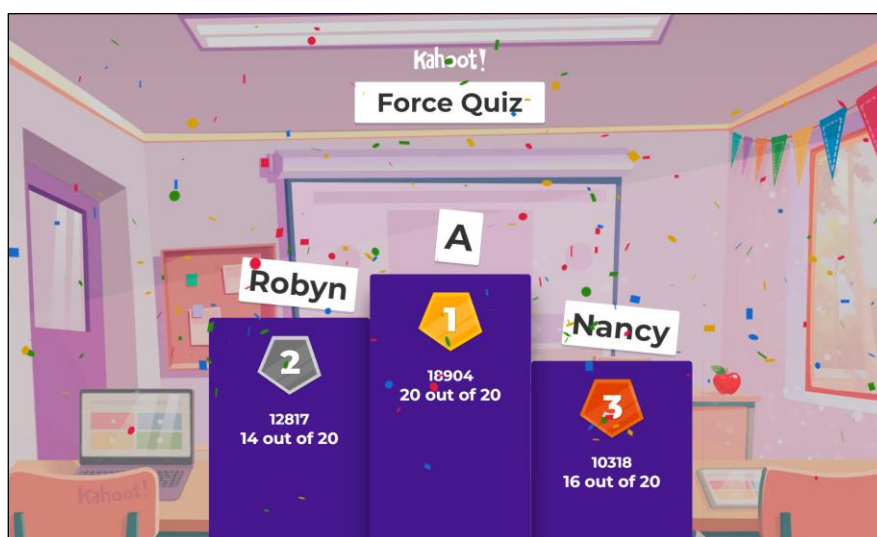 Kahoot!
Force Quiz
A
Robyn
Nancy
1
18904
20 out of 20
2
12817
14 out of 20
3
10318
16 out of 20
Kahoot!